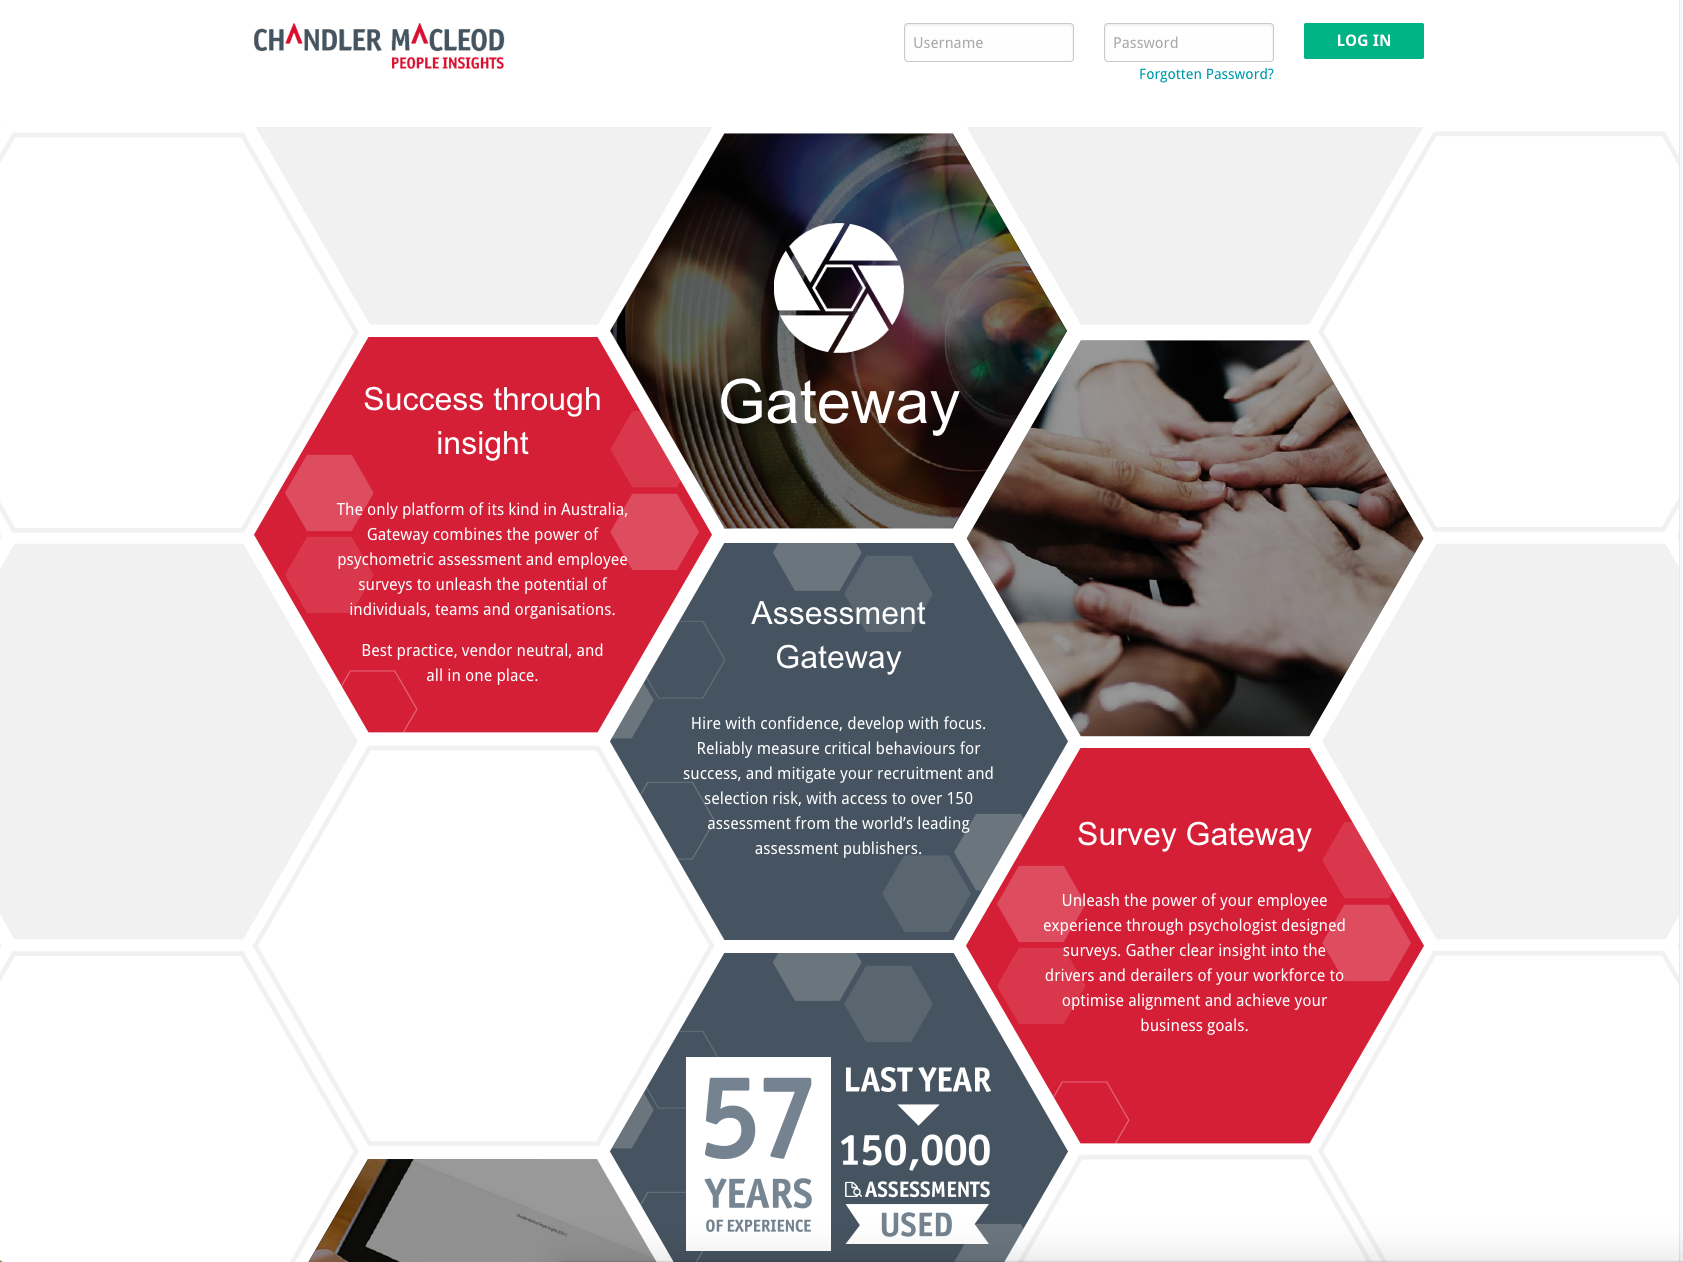 CHANDLER MACLEOD
PEOPLE INSIGHTS
Username
Password
LOG IN
Forgotten Password?
Gateway
Success through
insight
The only platform of its kind in Australia,
Gateway combines the power of
psychometric assessment and employee
surveys to unleash the potential of
individuals, teams and organisations.
Best practice, vendor neutral, and
all in one place.
Assessment
Gateway
Hire with confidence, develop with focus.
Reliably measure critical behaviours for
success, and mitigate your recruitment and
selection risk, with access to over 150
assessment from the world's leading
assessment publishers.
Survey Gateway
Unleash the power of your employee
experience through psychologist designed
surveys. Gather clear insight into the
drivers and derailers of your workforce to
optimise alignment and achieve your
business goals.
57
YEARS
OF EXPERIENCE
LAST YEAR
150,000
ASSESSMENTS
USED